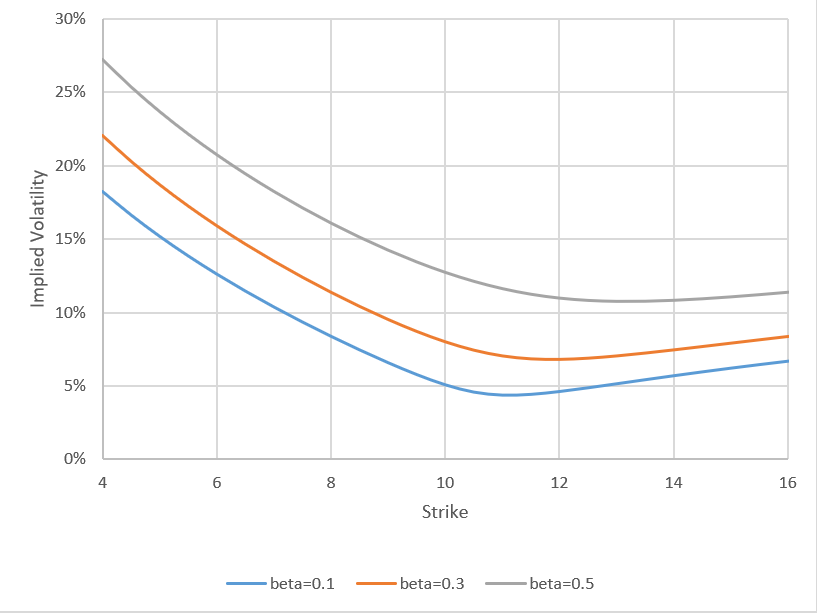 30%
25%
20%
15%
10%
5%
0%
Implied Volatility
4 6 8 10 12 14 16
Strike
beta=0.1 beta=0.3 beta=0.5